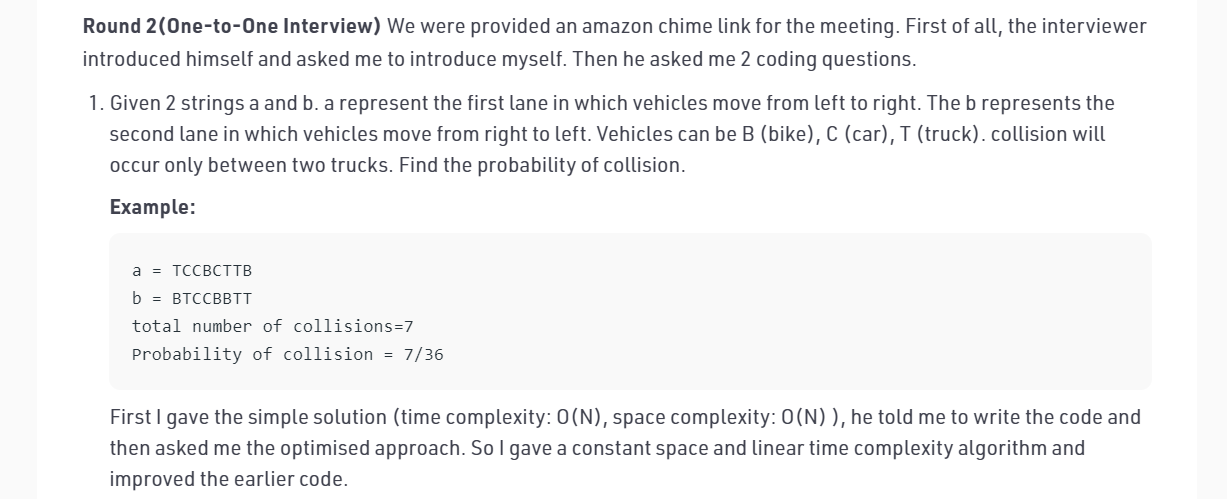 Round 2(One-to-One Interview) We were provided an amazon chime link for the meeting. First of all, the interviewer
introduced himself and asked me to introduce myself. Then he asked me 2 coding questions.
1. Given 2 strings a and b. a represent the first lane in which vehicles move from left to right. The b represents the
second lane in which vehicles move from right to left. Vehicles can be B (bike), C (car), T (truck). collision will
occur only between two trucks. Find the probability of collision.
Example:
a = TCCBCTTB
b = BTCCBBTT
total number of collisions=7
Probability of collision = 7/36
First I gave the simple solution (time complexity: O(N), space complexity: O(N) ), he told me to write the code and
then asked me the optimised approach. So I gave a constant space and linear time complexity algorithm and
improved the earlier code.